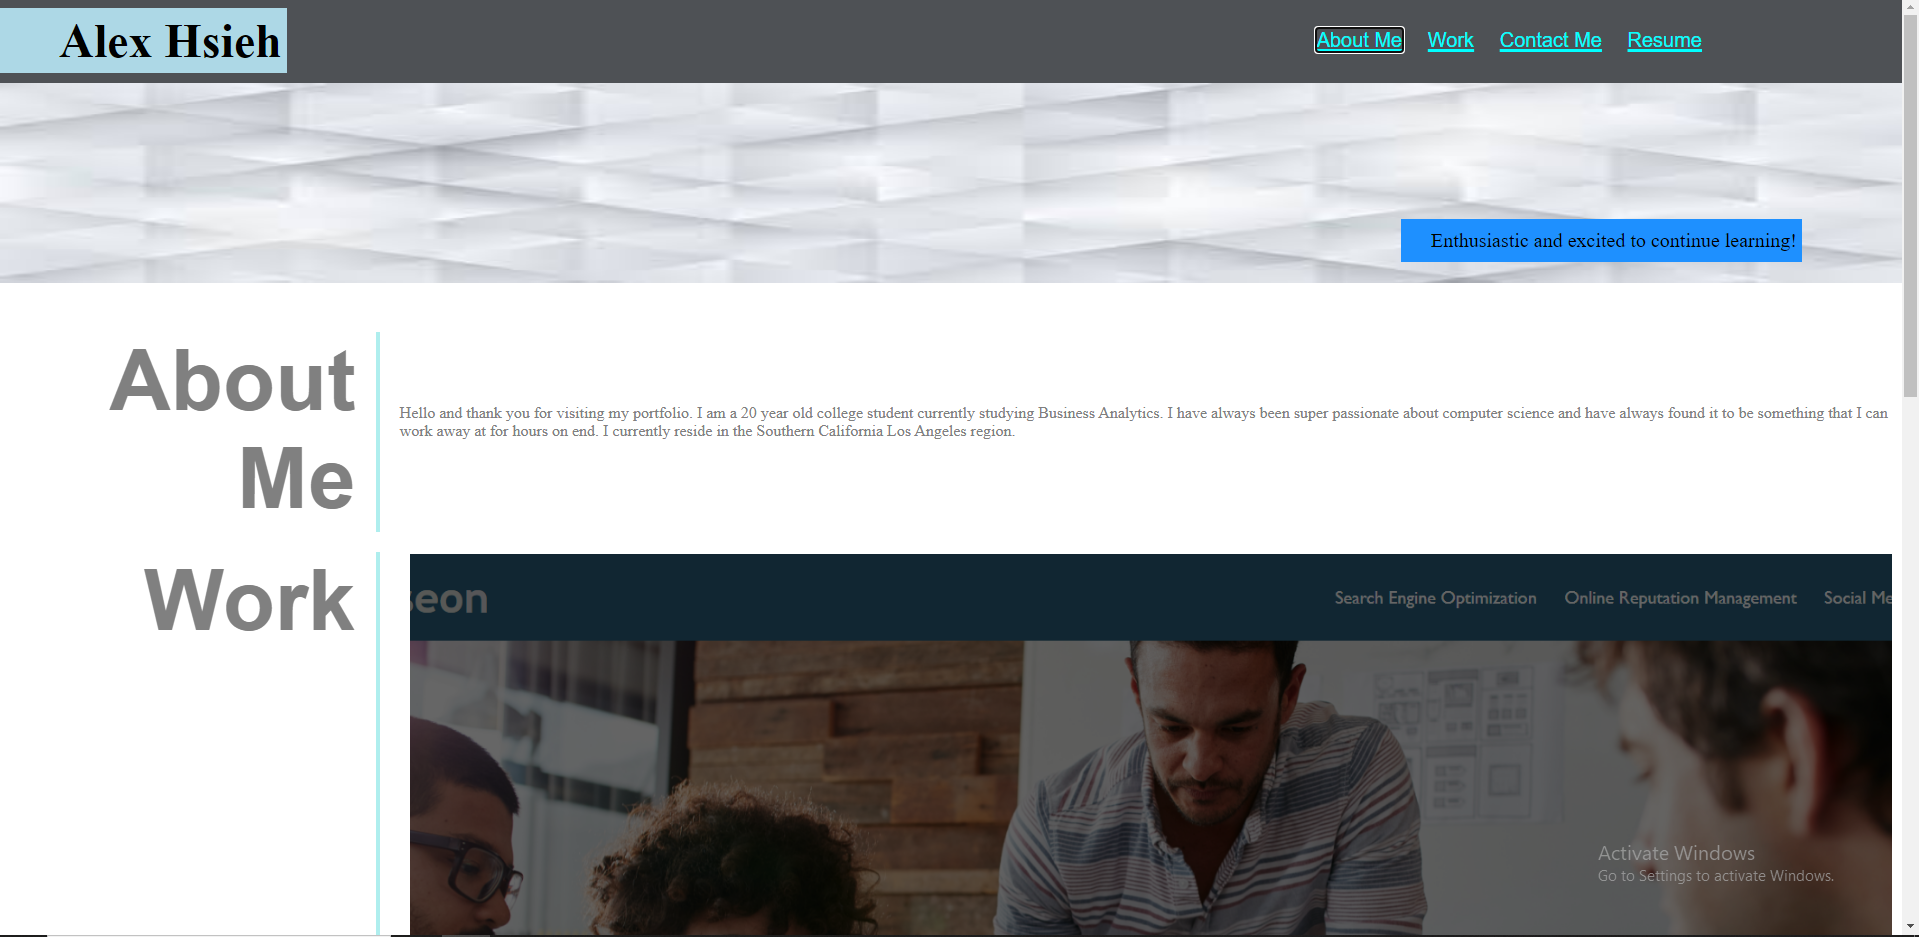 Alex Hsieh
About Me Work Contact Me Resume
Enthusiastic and excited to continue learning!
About
Me
Hello and thank you for visiting my portfolio. I am a 20 year old college student currently studying Business Analytics. I have always been super passionate about computer science and have always found it to be something that I can
work away at for hours on end. I currently reside in the Southern California Los Angeles region.
Work
seon
Search Engine Optimization Online Reputation Management Social Me
Activate Windows
Go to Settings to activate Windows.